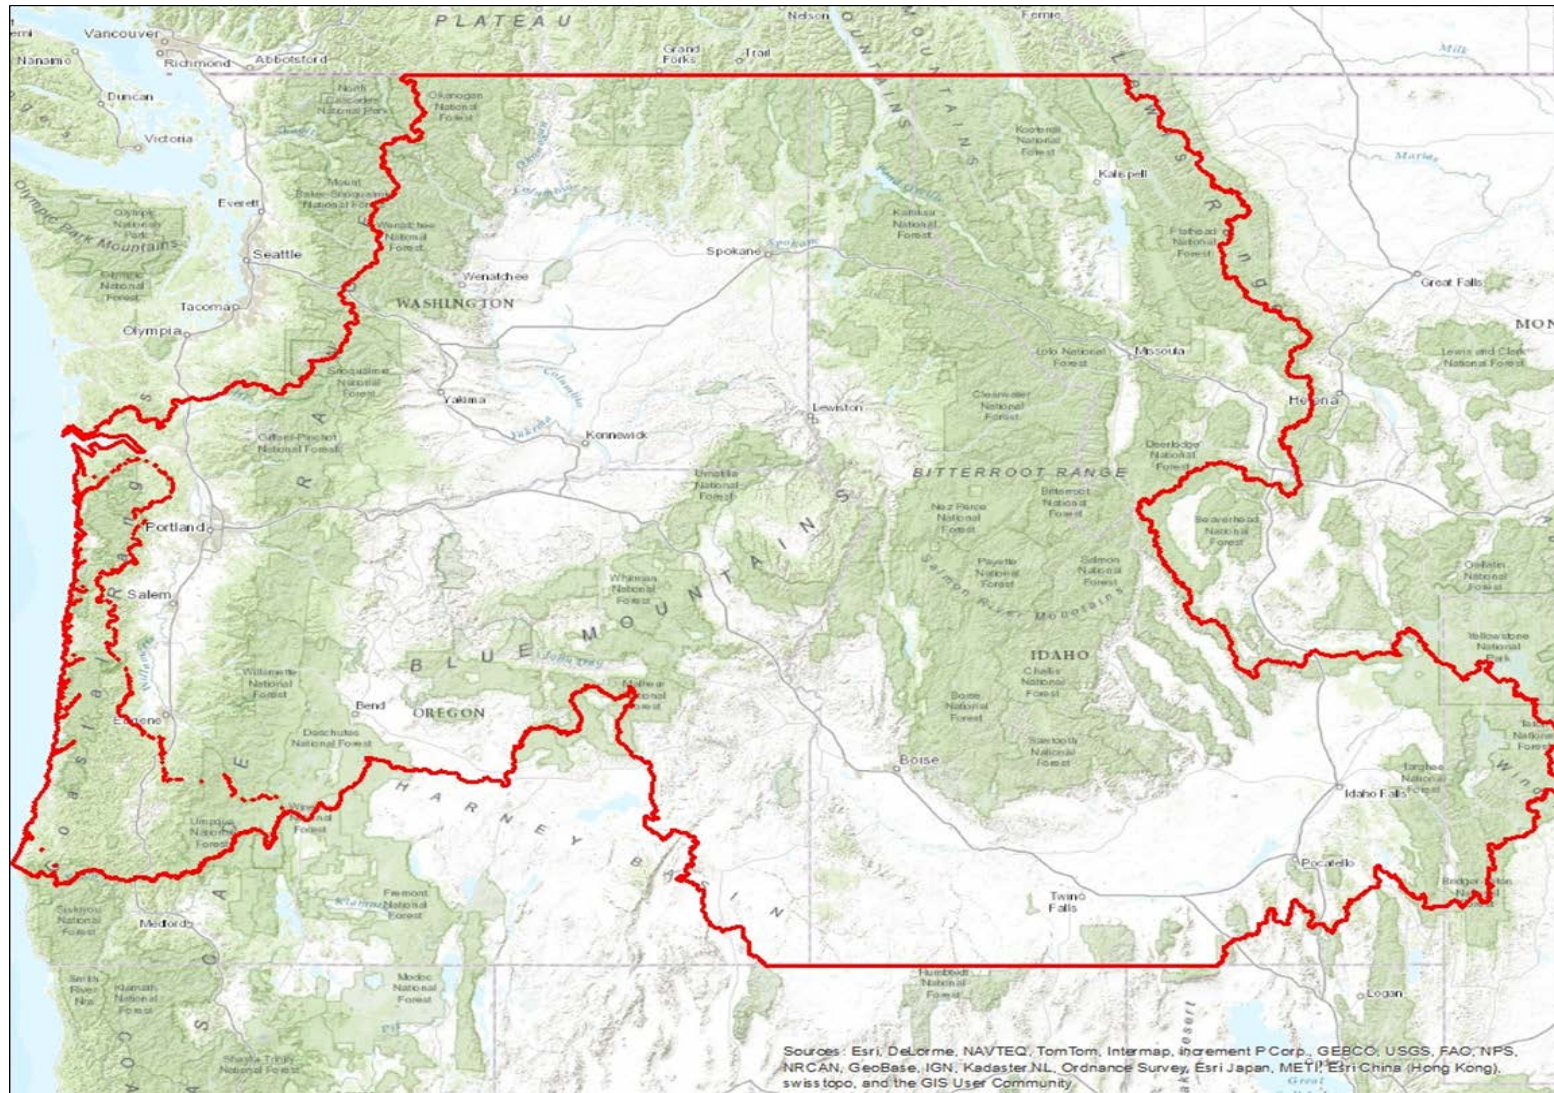 PLATEAU
Nelson
Fernie
Vancouver
Richmond
Abbotsford
Grand
Forks
Trail
Milk
Nanaimo
Duncan
Victoria
North
Cascades
National Park
Okanogan
National
Forest
MOUNTAINS
Kootenai
National
Forest
Kalispell
Columbia
Mount
Everett
Olympic
National
Park
Olympic Park Mountains
Wenatchee
National
Forest
Kaniksu
National
Forest
Flathead
National
Forest
Seattle
Spokane
Spokane
Olympic
National
Forest
Wenatchee
Great Falls
Tacoma
WASHINGTON
Olympia
MON
Snoqualmie
National
Forest
Lolo National
Forest
Missoula
Lewis and Clark
National
Forest
Columbia
Yakima
Clearwater
National
Forest
Lewiston
Helena
Yakima
Kennewick
Gifford Pinchot
National Forest
Deerlodge
National
Forest
Umatilla
National
Forest
BITTERROOT RANGE
Nez Perce
National
Forest
Bitterroot
National
Forest
Beaverhead
National
Forest
Portland
Whitman
National
Forest
Payette
National
Forest
Salmon
National
Forest
Salmon River Mountains
Gallatin
National
Forest
Salem
Willamette
BLUE MOUNTAINS
John Day
IDAHO
Challis
National
Forest
Yellowstone
National
Park
Willamette
National
Forest
Malheur
National
Forest
Boise
National
Forest
Eugene
Bend
OREGON
Deschutes
National Forest
Sawtooth
National
Forest
Boise
Targhee
National
Forest
Idaho Falls
Coastal Range
HARNEY BASIN
Umpqua
National
Forest
National
Forest
Pocatello
Klamath
Fremont
National
Forest
Twin
Falls
Siskiyou
National
Forest
Medford
Smith
River
Nra
Klamath
National
Forest
Modoc
National
Forest
Humboldt
National
Forest
Logan
Pit
Shasta Trinity
National Forest
Great
Sources: Esri, DeLorme, NAVTEQ, TomTom, Intermap, increment P Corp., GEBCO, USGS, FAO, NPS,
NRCAN, GeoBase, IGN, Kadaster NL, Ordnance Survey, Esri Japan, METI, Esri China (Hong Kong),
swisstopo, and the GIS User Community